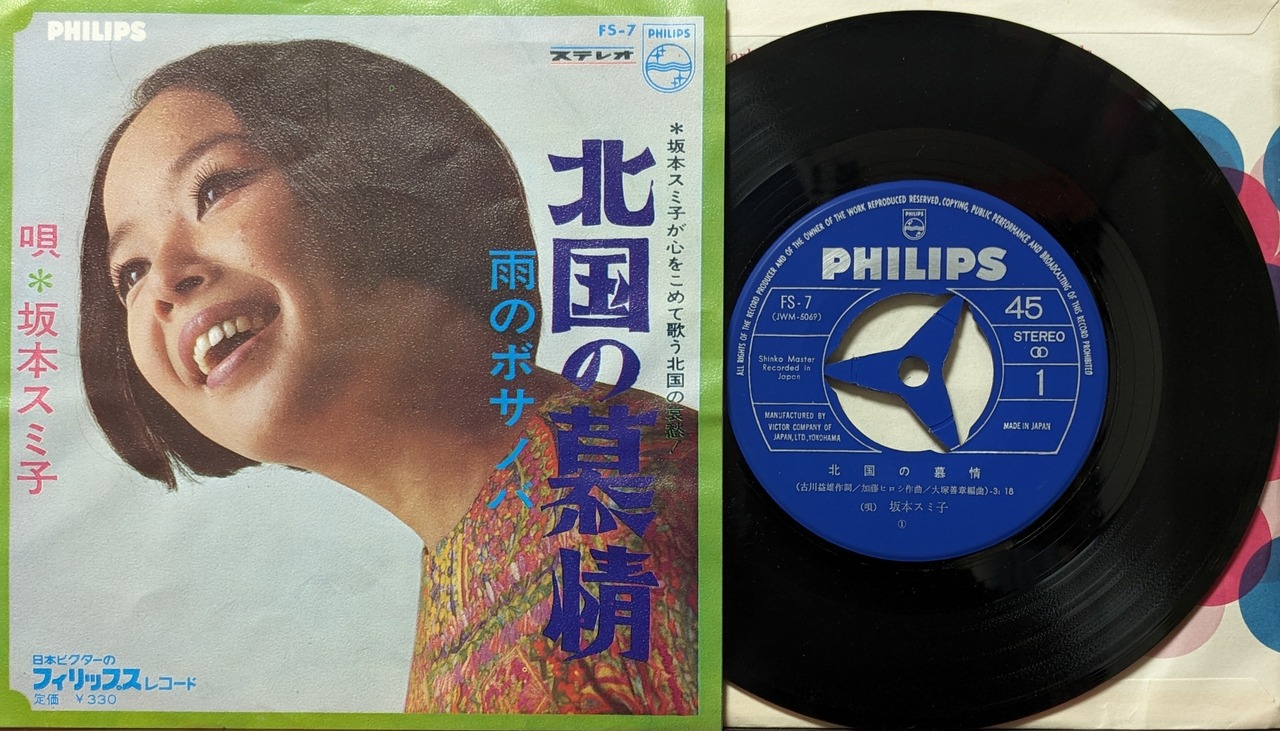 PHILIPS
FS-7
PHILIPS
ステレオ
*坂本スミ子が心をこめて歌う北国の哀愁!
北国の慕情
雨のボサノバ
唄*坂本スミ子
日本ビクターの
フィリップスレコード
定価 ¥330
ALL RIGHTS OF THE RECORD PRODUCER AND OF THE OWNER OF THE WORK REPRODUCED RESERVED, COPYING, PUBLIC PERFORMANCE AND BROADCASTING OF THIS RECORD PROHIBITED
PHILIPS
PHILIPS
FS-7
(JWM-5069)
Shinko Master
Recorded in
Japan
MANUFACTURED BY
VICTOR COMPANY OF
JAPAN, LTD., YOKOHAMA
45
STEREO
1
MADE IN JAPAN
北国の慕情
(古川益雄作詞/加藤ヒロシ作曲/大塚善章編曲)-3:18
(唄) 坂本スミ子
①